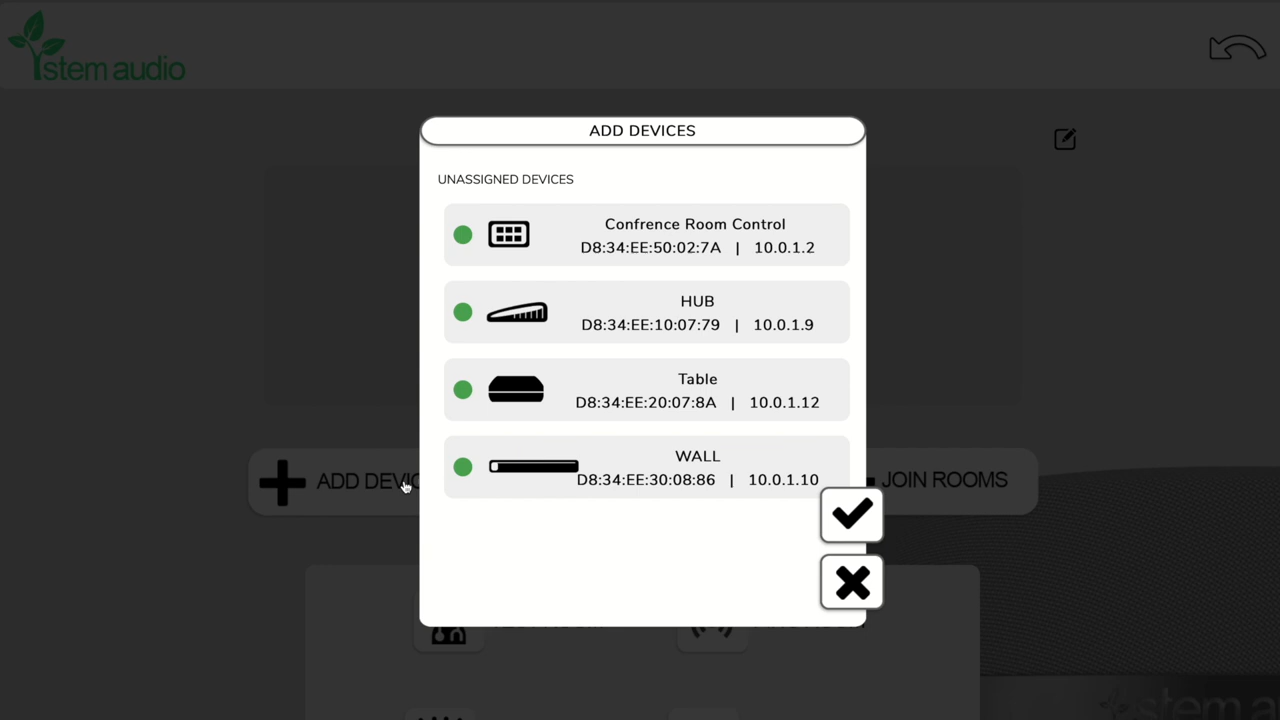 stem audio
ADD DEVICES
UNASSIGNED DEVICES
Confrence Room Control
D8:34:EE:50:02:7A | 10.0.1.2
HUB
D8:34:EE:10:07:79 | 10.0.1.9
Table
D8:34:EE:20:07:8A | 10.0.1.12
WALL
D8:34:EE:30:08:86 | 10.0.1.10
ADD DEVIC
JOIN ROOMS
stem a